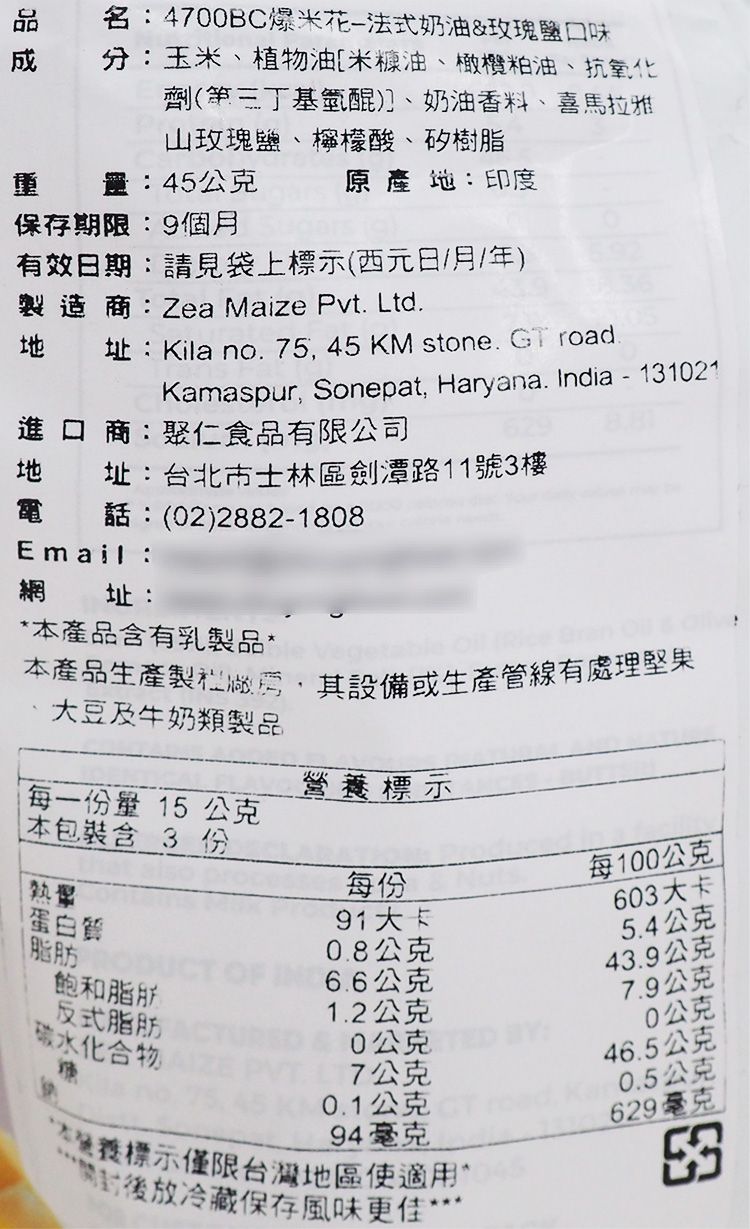 品名：4700BC爆米花-法式奶油&玫瑰鹽口味
成分：玉米、植物油[米糠油、橄欖粕油、抗氧化
劑(第三丁基氫醌)]、奶油香料、喜馬拉雅
山玫瑰鹽、檸檬酸、矽樹脂
重量：45公克 原產地：印度
保存期限：9個月
有效日期：請見袋上標示(西元日/月/年)
製造商：Zea Maize Pvt. Ltd.
地址：Kila no. 75, 45 KM stone. GT road.
Kamaspur, Sonepat, Haryana. India - 131021
進口商：聚仁食品有限公司
地址：台北市士林區劍潭路11號3樓
電話：(02)2882-1808
Email：
網址：
*本產品含有乳製品*
本產品生產製造廠房，其設備或生產管線有處理堅果
、大豆及牛奶類製品
營養標示
每一份量 15 公克
本包裝含 3 份
每份 每100公克
熱量 91大卡 603大卡
蛋白質 0.8公克 5.4公克
脂肪 6.6公克 43.9公克
飽和脂肪 1.2公克 7.9公克
反式脂肪 0公克 0公克
碳水化合物 7公克 46.5公克
糖 0.1公克 0.5公克
鈉 94毫克 629毫克
*本營養標示僅限台灣地區使適用*
***開封後放冷藏保存風味更佳***